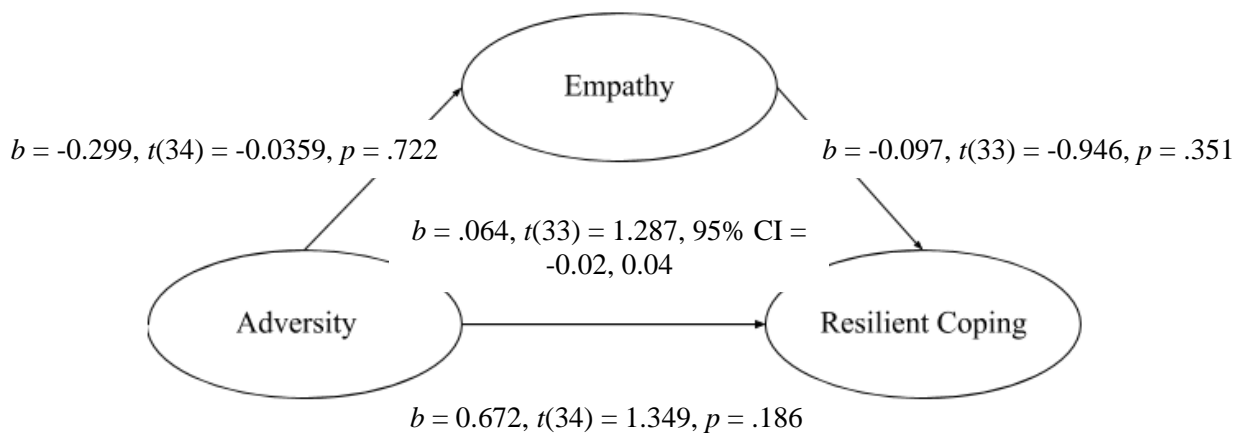 Empathy
b = -0.299, t(34) = -0.0359, p = .722
b = -0.097, t(33) = -0.946, p = .351
b = .064, t(33) = 1.287, 95% CI =
-0.02, 0.04
Adversity
Resilient Coping
b = 0.672, t(34) = 1.349, p = .186